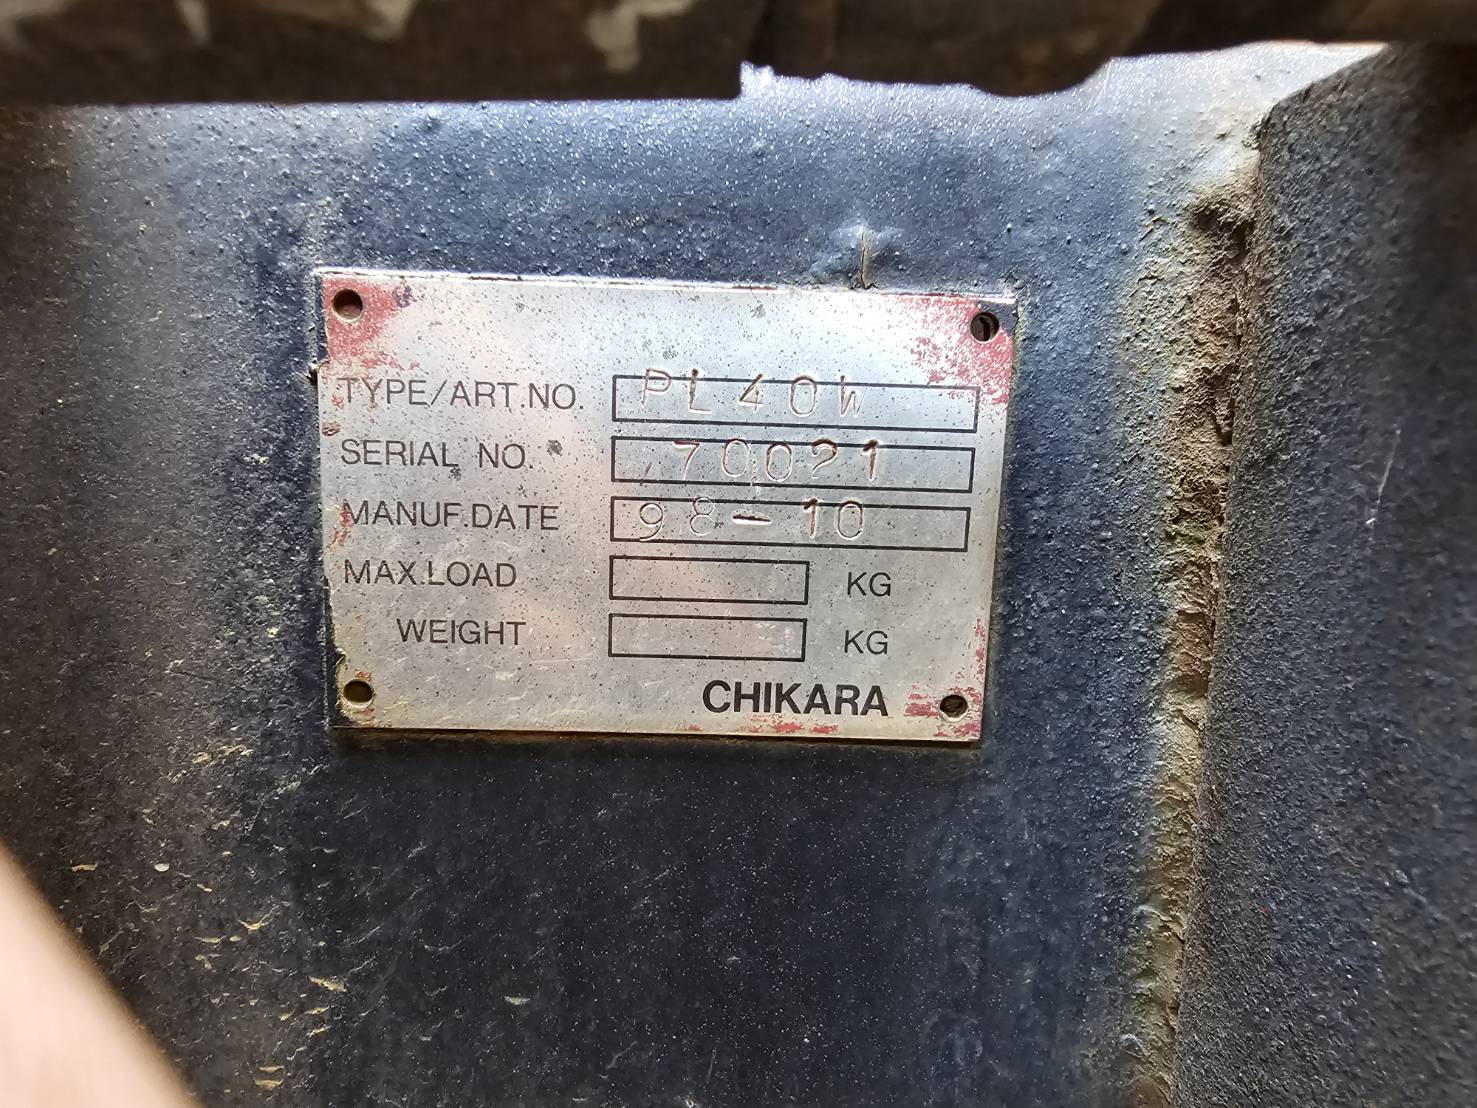 TYPE/ART.NO. PL40W
SERIAL NO. 70021
MANUF.DATE 98-10
MAX.LOAD KG
WEIGHT KG
CHIKARA